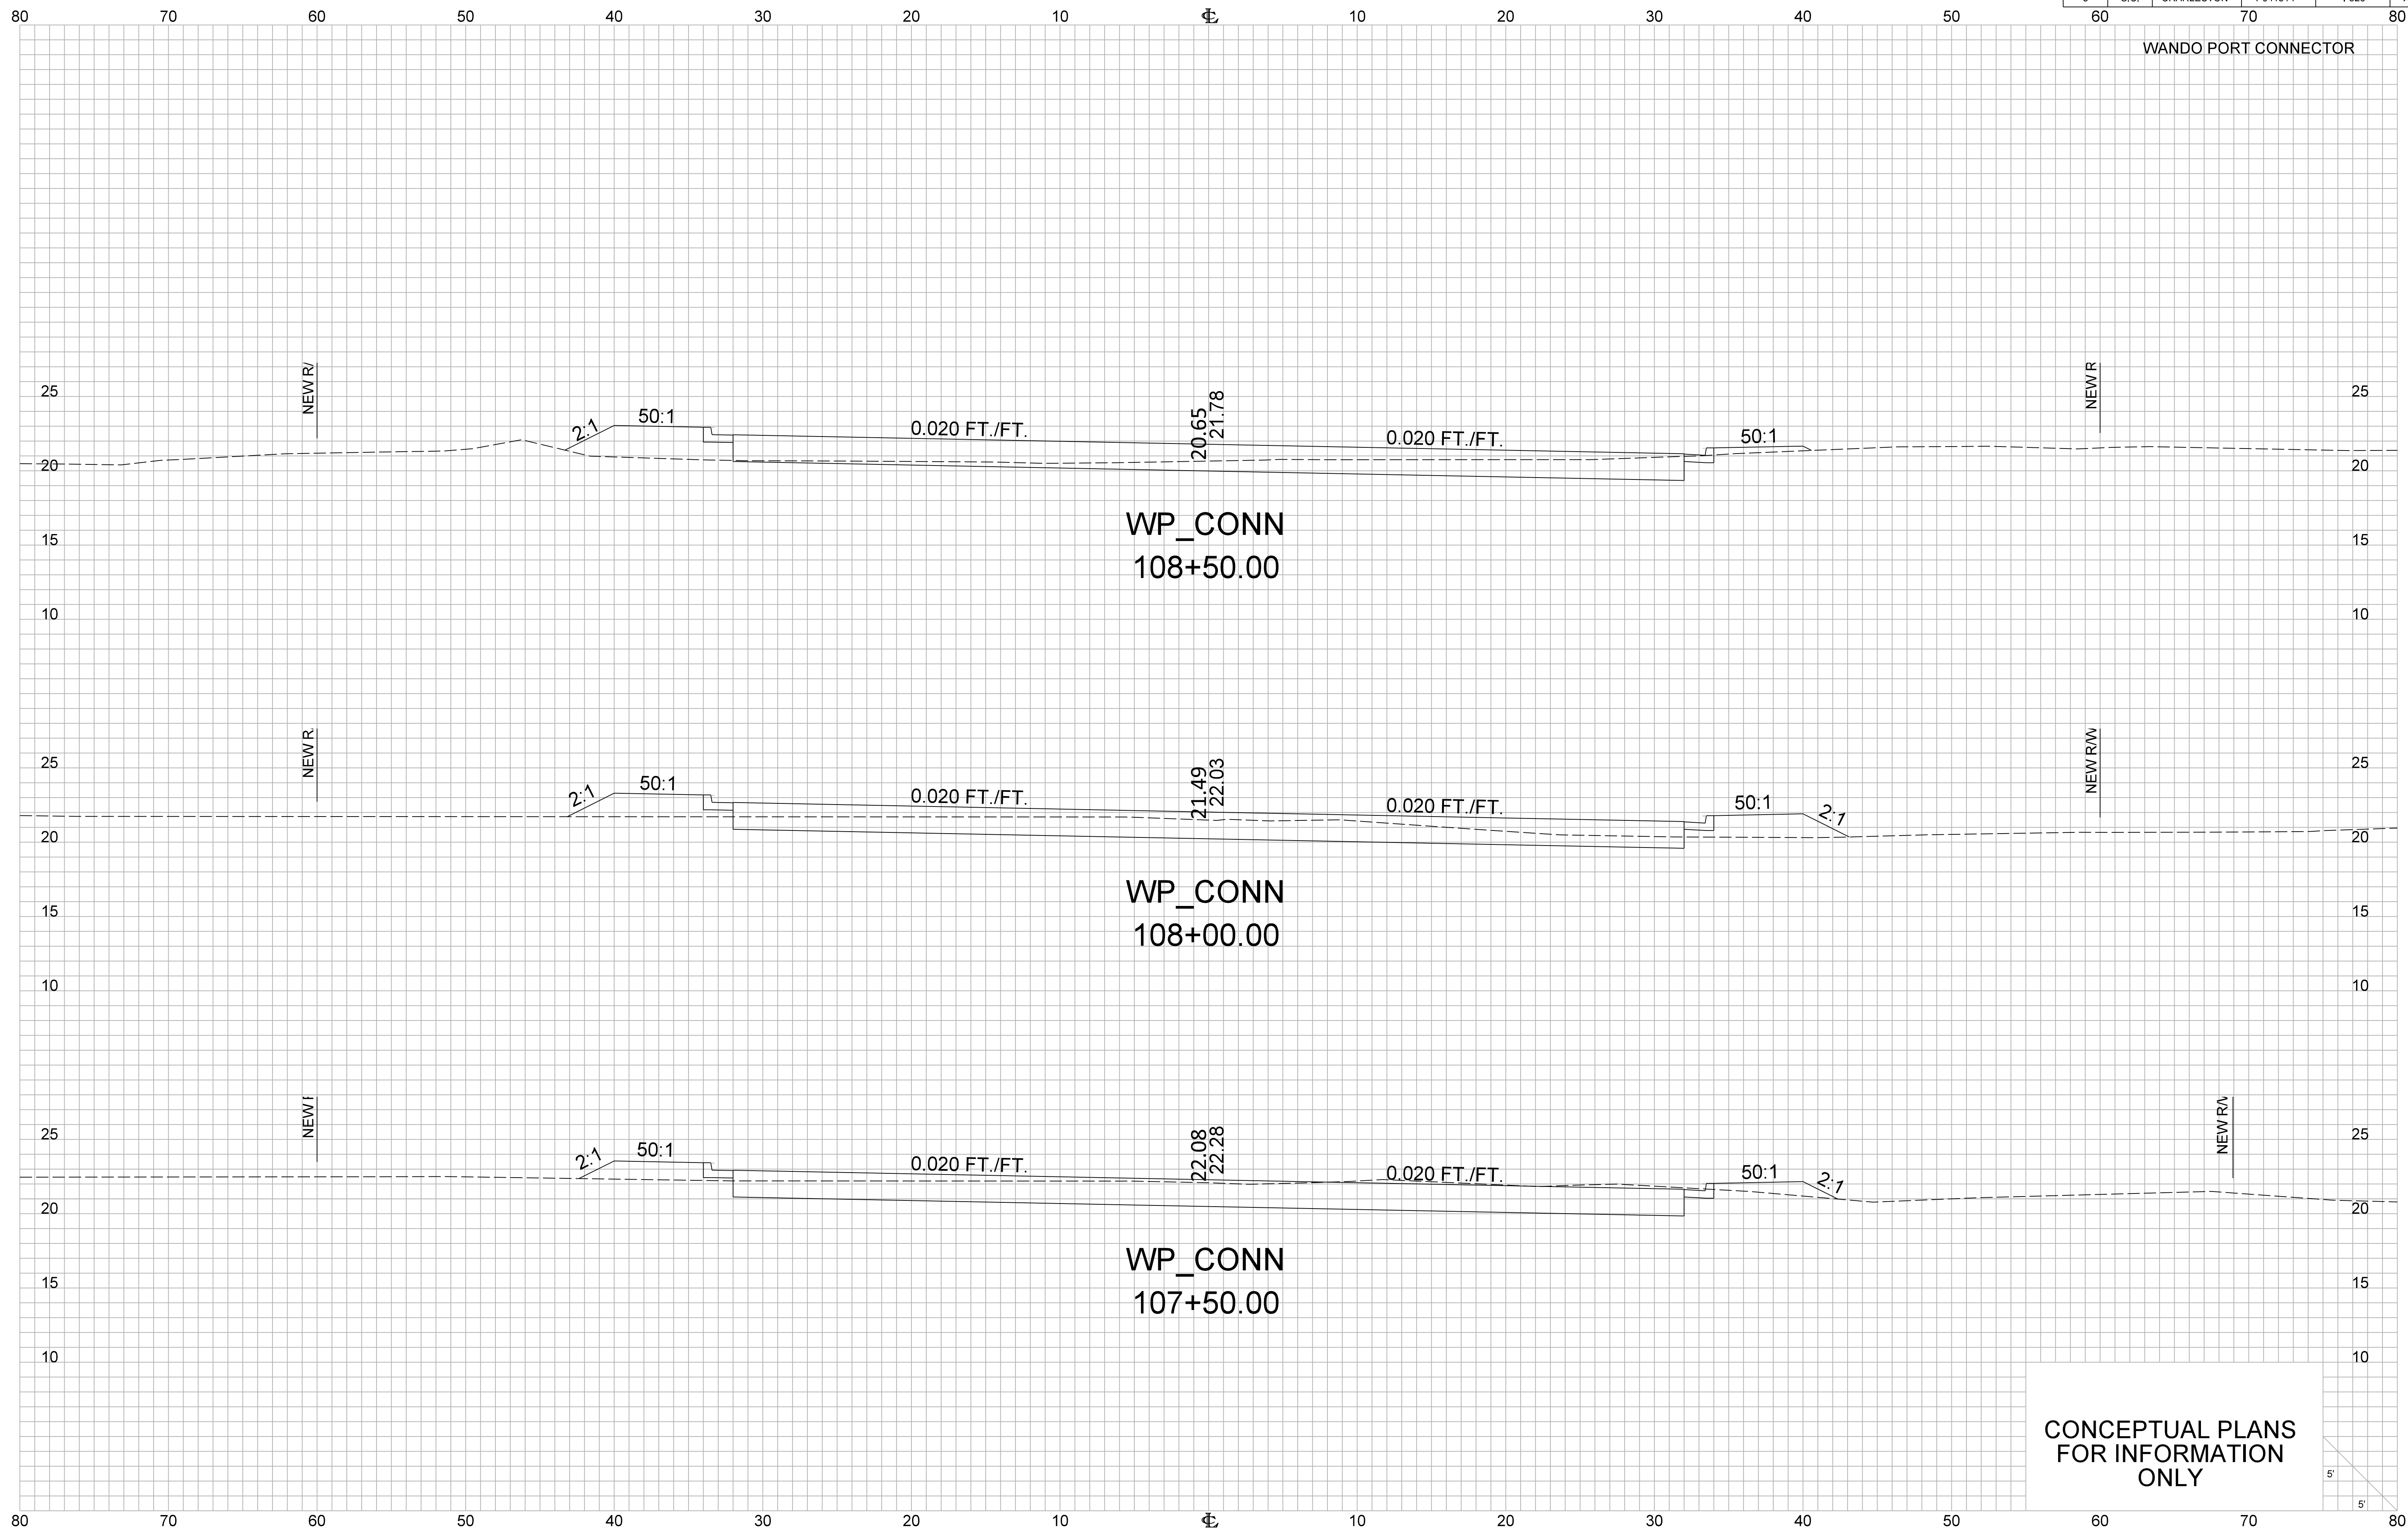 80 70 60 50 40 30 20 10 ℄ 10 20 30 40 50 60 70 80
WANDO PORT CONNECTOR
NEW R/
NEW R
25 25
2:1 50:1 0.020 FT./FT. 20.65 21.78 0.020 FT./FT. 50:1
20 20
WP_CONN
15 15
108+50.00
10 10
NEW R
NEW R/W
25 25
2:1 50:1 0.020 FT./FT. 21.49 22.03 0.020 FT./FT. 50:1 2:1
20 20
WP_CONN
15 15
108+00.00
10 10
NEW
NEW R/
25 25
2:1 50:1 0.020 FT./FT. 22.08 22.28 0.020 FT./FT. 50:1 2:1
20 20
WP_CONN
15 15
107+50.00
10 10
CONCEPTUAL PLANS
FOR INFORMATION
ONLY
5'
5'
80 70 60 50 40 30 20 10 ℄ 10 20 30 40 50 60 70 80